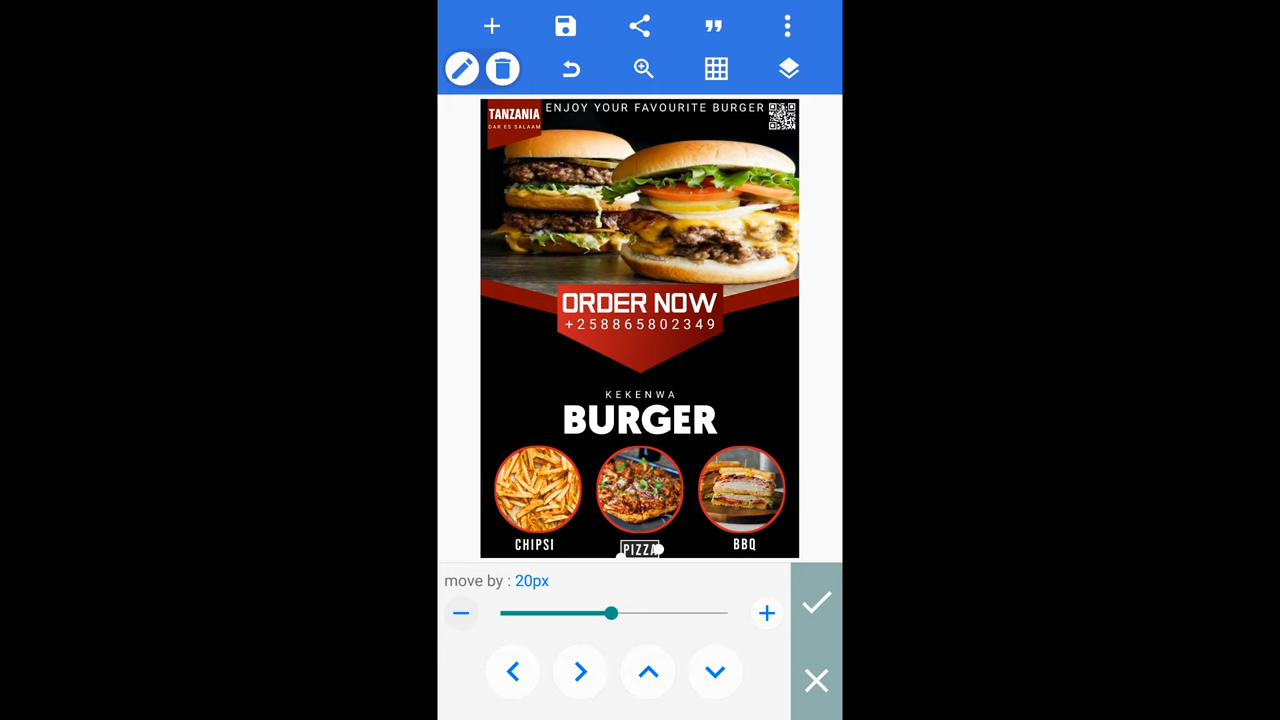 TANZANIA
DAR ES SALAAM
ENJOY YOUR FAVOURITE BURGER
ORDER NOW
+258865802349
KEKENWA
BURGER
CHIPSI
PIZZA
BBQ
move by : 20px